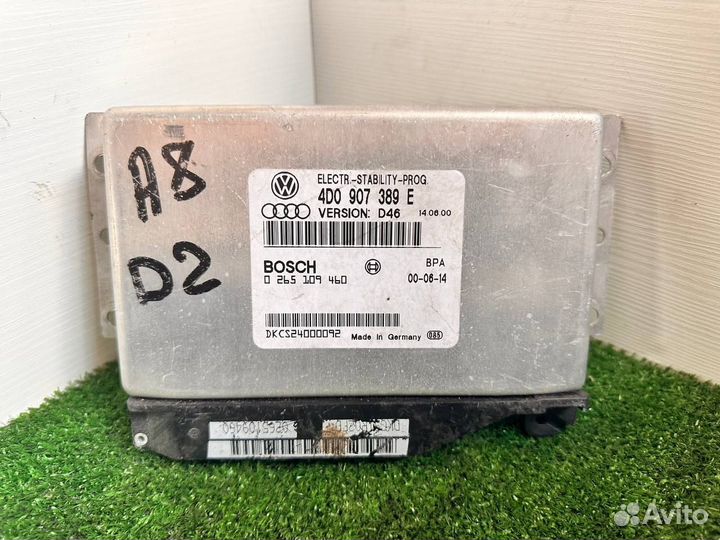 A8
D2
ELECTR.-STABILITY-PROG.
4D0 907 389 E
VERSION: D46 14.06.00
BOSCH BPA
0 265 109 460 00-06-14
DKCS24000092 Made in Germany 085
Avito